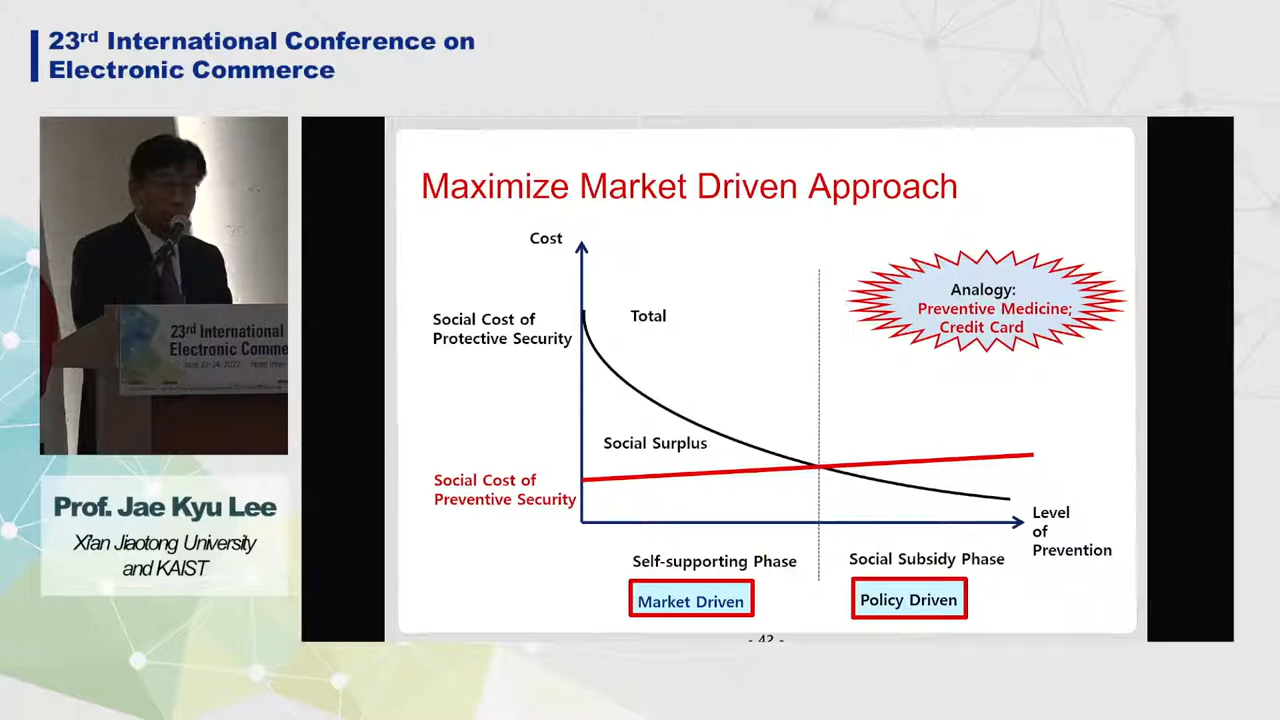 23rd International Conference on
Electronic Commerce
23rd International
Electronic Comme
June 22-24, 2022
Prof. Jae Kyu Lee
Xi'an Jiaotong University
and KAIST
Maximize Market Driven Approach
Cost
Social Cost of
Protective Security
Total
Analogy:
Preventive Medicine;
Credit Card
Social Surplus
Social Cost of
Preventive Security
Level
of
Prevention
Self-supporting Phase
Social Subsidy Phase
Market Driven
Policy Driven
- 42 -